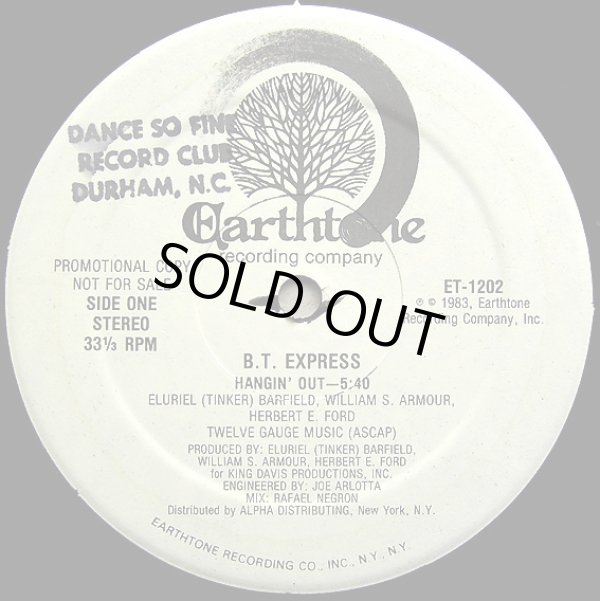 DANCE SO FINE
RECORD CLUB
DURHAM, N.C.
Earthtone
recording company
PROMOTIONAL COPY
NOT FOR SALE
SIDE ONE
STEREO
33⅓ RPM
ET-1202
℗ © 1983, Earthtone
Recording Company, Inc.
SOLD OUT
B.T. EXPRESS
HANGIN' OUT—5:40
ELURIEL (TINKER) BARFIELD, WILLIAM S. ARMOUR,
HERBERT E. FORD
TWELVE GAUGE MUSIC (ASCAP)
PRODUCED BY: ELURIEL (TINKER) BARFIELD,
WILLIAM S. ARMOUR, HERBERT E. FORD
for KING DAVIS PRODUCTIONS, INC.
ENGINEERED BY: JOE ARLOTTA
MIX: RAFAEL NEGRON
Distributed by ALPHA DISTRIBUTING, New York, N.Y.
EARTHTONE RECORDING CO., INC., N.Y., N.Y.